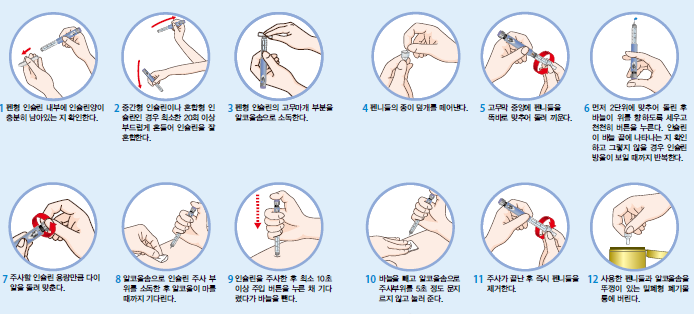 1 펜형 인슐린 내부에 인슐린양이
충분히 남아있는 지 확인한다.
2 중간형 인슐린이나 혼합형 인
슐린인 경우 최소한 20회 이상
부드럽게 흔들어 인슐린을 잘
혼합한다.
3 펜형 인슐린의 고무마개 부분을
알코올솜으로 소독한다.
4 펜니들의 종이 덮개를 떼어낸다.
5 고무막 중앙에 펜니들을
똑바로 맞추어 돌려 끼운다.
6 먼저 2단위에 맞추어 돌린 후
바늘이 위를 향하도록 세우고
천천히 버튼을 누른다. 인슐린
이 바늘 끝에 나타나는 지 확인
하고 그렇지 않을 경우 인슐린
방울이 보일 때까지 반복한다.
7 주사할 인슐린 용량만큼 다이
알을 돌려 맞춘다.
8 알코올솜으로 인슐린 주사 부
위를 소독한 후 알코올이 마를
때까지 기다린다.
9 인슐린을 주사한 후 최소 10초
이상 주입 버튼을 누른 채 기다
렸다가 바늘을 뺀다.
10 바늘을 빼고 알코올솜으로
주사부위를 5초 정도 문지
르지 않고 눌러 준다.
11 주사가 끝난 후 즉시 펜니들을
제거한다.
12 사용한 펜니들과 알코올솜을
뚜껑이 있는 밀폐형 폐기물
통에 버린다.